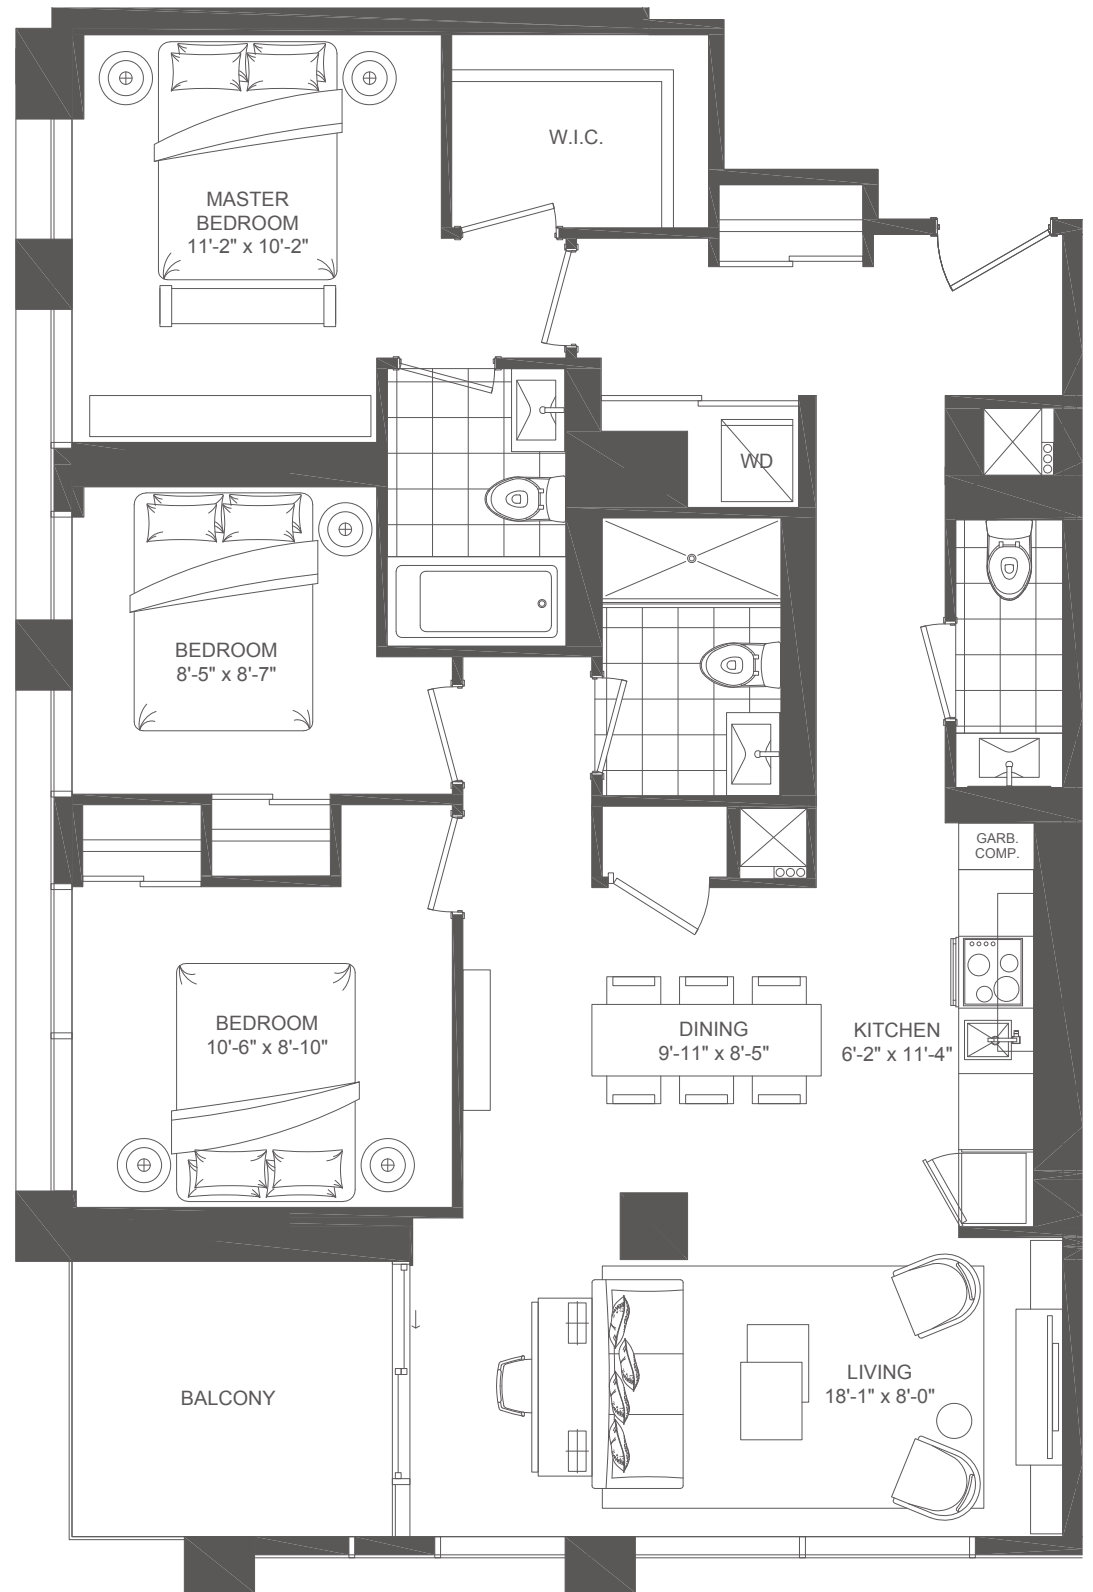 W.I.C.
MASTER
BEDROOM
11'-2" x 10'-2"
WD
BEDROOM
8'-5" x 8'-7"
GARB.
COMP.
BEDROOM
10'-6" x 8'-10"
DINING
9'-11" x 8'-5"
KITCHEN
6'-2" x 11'-4"
LIVING
18'-1" x 8'-0"
BALCONY